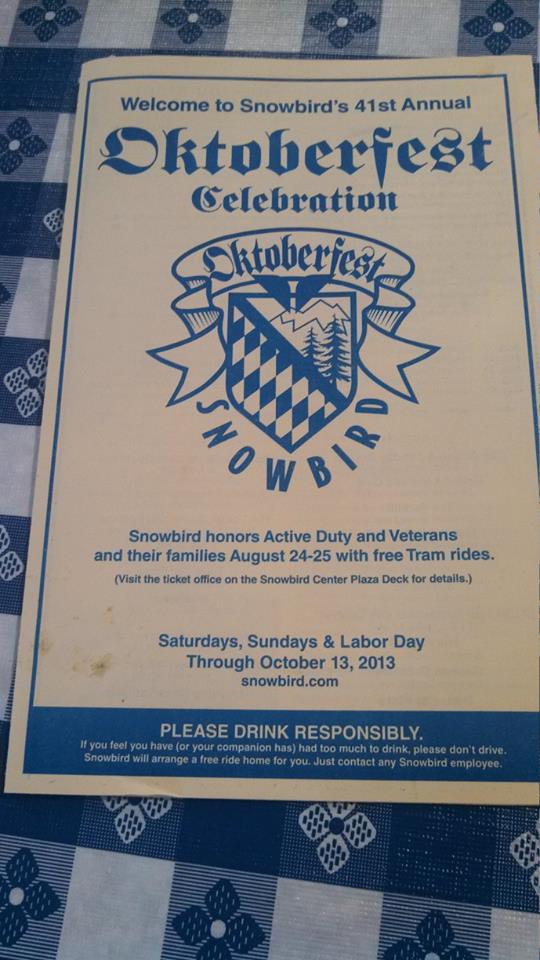 Welcome to Snowbird's 41st Annual
Oktoberfest
Celebration
Oktoberfest
SNOWBIRD
Snowbird honors Active Duty and Veterans
and their families August 24-25 with free Tram rides.
(Visit the ticket office on the Snowbird Center Plaza Deck for details.)
Saturdays, Sundays & Labor Day
Through October 13, 2013
snowbird.com
PLEASE DRINK RESPONSIBLY.
If you feel you have (or your companion has) had too much to drink, please don't drive.
Snowbird will arrange a free ride home for you. Just contact any Snowbird employee.